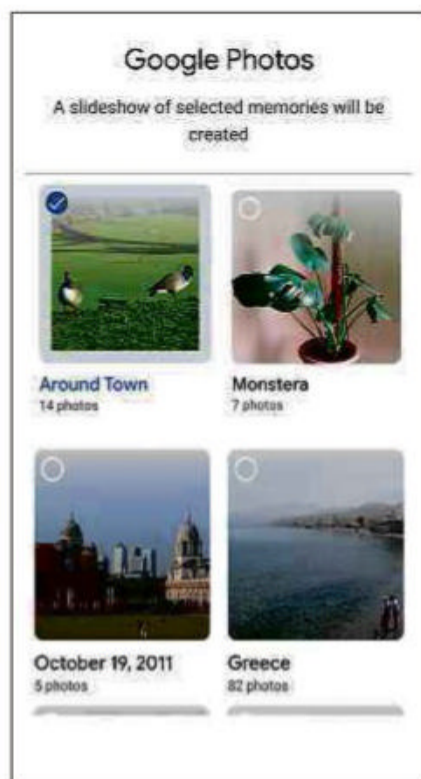 Google Photos
A slideshow of selected memories will be
created
Around Town
14 photos
Monstera
7 photos
October 19, 2011
5 photos
Greece
82 photos